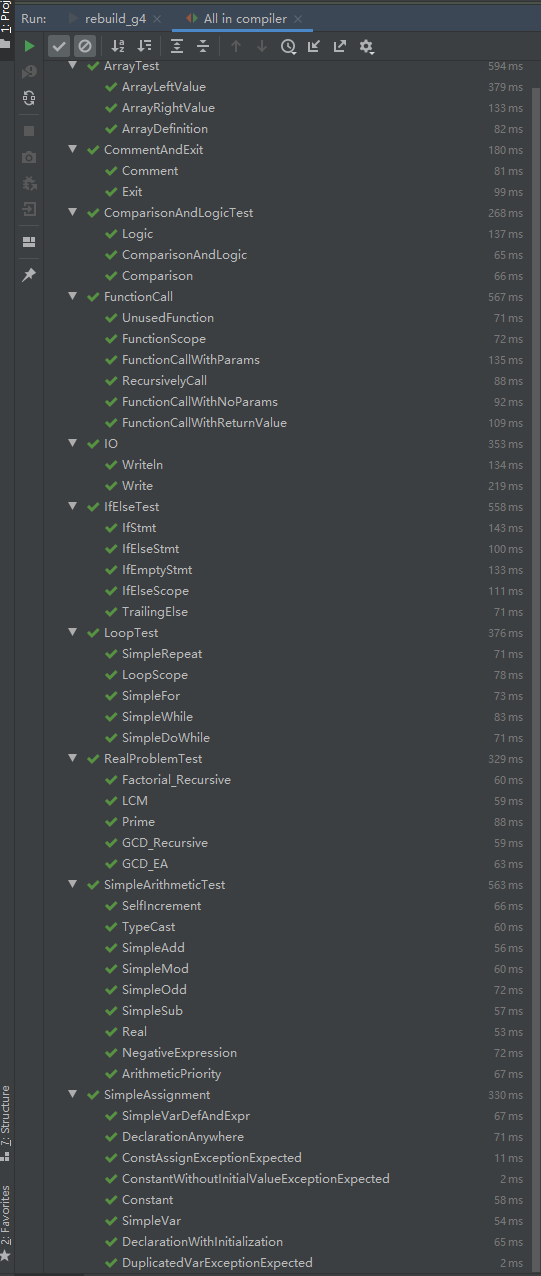 Run: rebuild_g4 All in compiler
1: Proj
ArrayTest 594 ms
ArrayLeftValue 379 ms
ArrayRightValue 133 ms
ArrayDefinition 82 ms
CommentAndExit 180 ms
Comment 81 ms
Exit 99 ms
ComparisonAndLogicTest 268 ms
Logic 137 ms
ComparisonAndLogic 65 ms
Comparison 66 ms
FunctionCall 567 ms
UnusedFunction 71 ms
FunctionScope 72 ms
FunctionCallWithParams 135 ms
RecursivelyCall 88 ms
FunctionCallWithNoParams 92 ms
FunctionCallWithReturnValue 109 ms
IO 353 ms
Writeln 134 ms
Write 219 ms
IfElseTest 558 ms
IfStmt 143 ms
IfElseStmt 100 ms
IfEmptyStmt 133 ms
IfElseScope 111 ms
TrailingElse 71 ms
LoopTest 376 ms
SimpleRepeat 71 ms
LoopScope 78 ms
SimpleFor 73 ms
SimpleWhile 83 ms
SimpleDoWhile 71 ms
RealProblemTest 329 ms
Factorial_Recursive 60 ms
LCM 59 ms
Prime 88 ms
GCD_Recursive 59 ms
GCD_EA 63 ms
SimpleArithmeticTest 563 ms
SelfIncrement 66 ms
TypeCast 60 ms
SimpleAdd 56 ms
SimpleMod 60 ms
SimpleOdd 72 ms
SimpleSub 57 ms
Real 53 ms
NegativeExpression 72 ms
ArithmeticPriority 67 ms
SimpleAssignment 330 ms
SimpleVarDefAndExpr 67 ms
DeclarationAnywhere 71 ms
ConstAssignExceptionExpected 11 ms
ConstantWithoutInitialValueExceptionExpected 2 ms
Constant 58 ms
SimpleVar 54 ms
DeclarationWithInitialization 65 ms
DuplicatedVarExceptionExpected 2 ms
7: Structure
2: Favorites